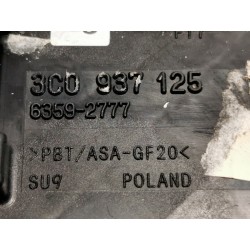 3C0 937 125
6359-2777
>PBT/ASA-GF20<
SU9 POLAND